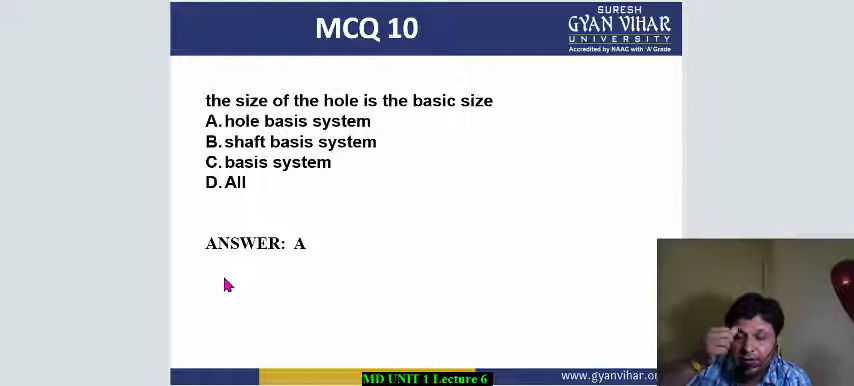 MCQ 10
SURESH
GYAN VIHAR
UNIVERSITY
Accredited by NAAC with 'A' Grade
the size of the hole is the basic size
A. hole basis system
B. shaft basis system
C. basis system
D. All
ANSWER: A
MD UNIT 1 Lecture 6
www.gyanvihar.or